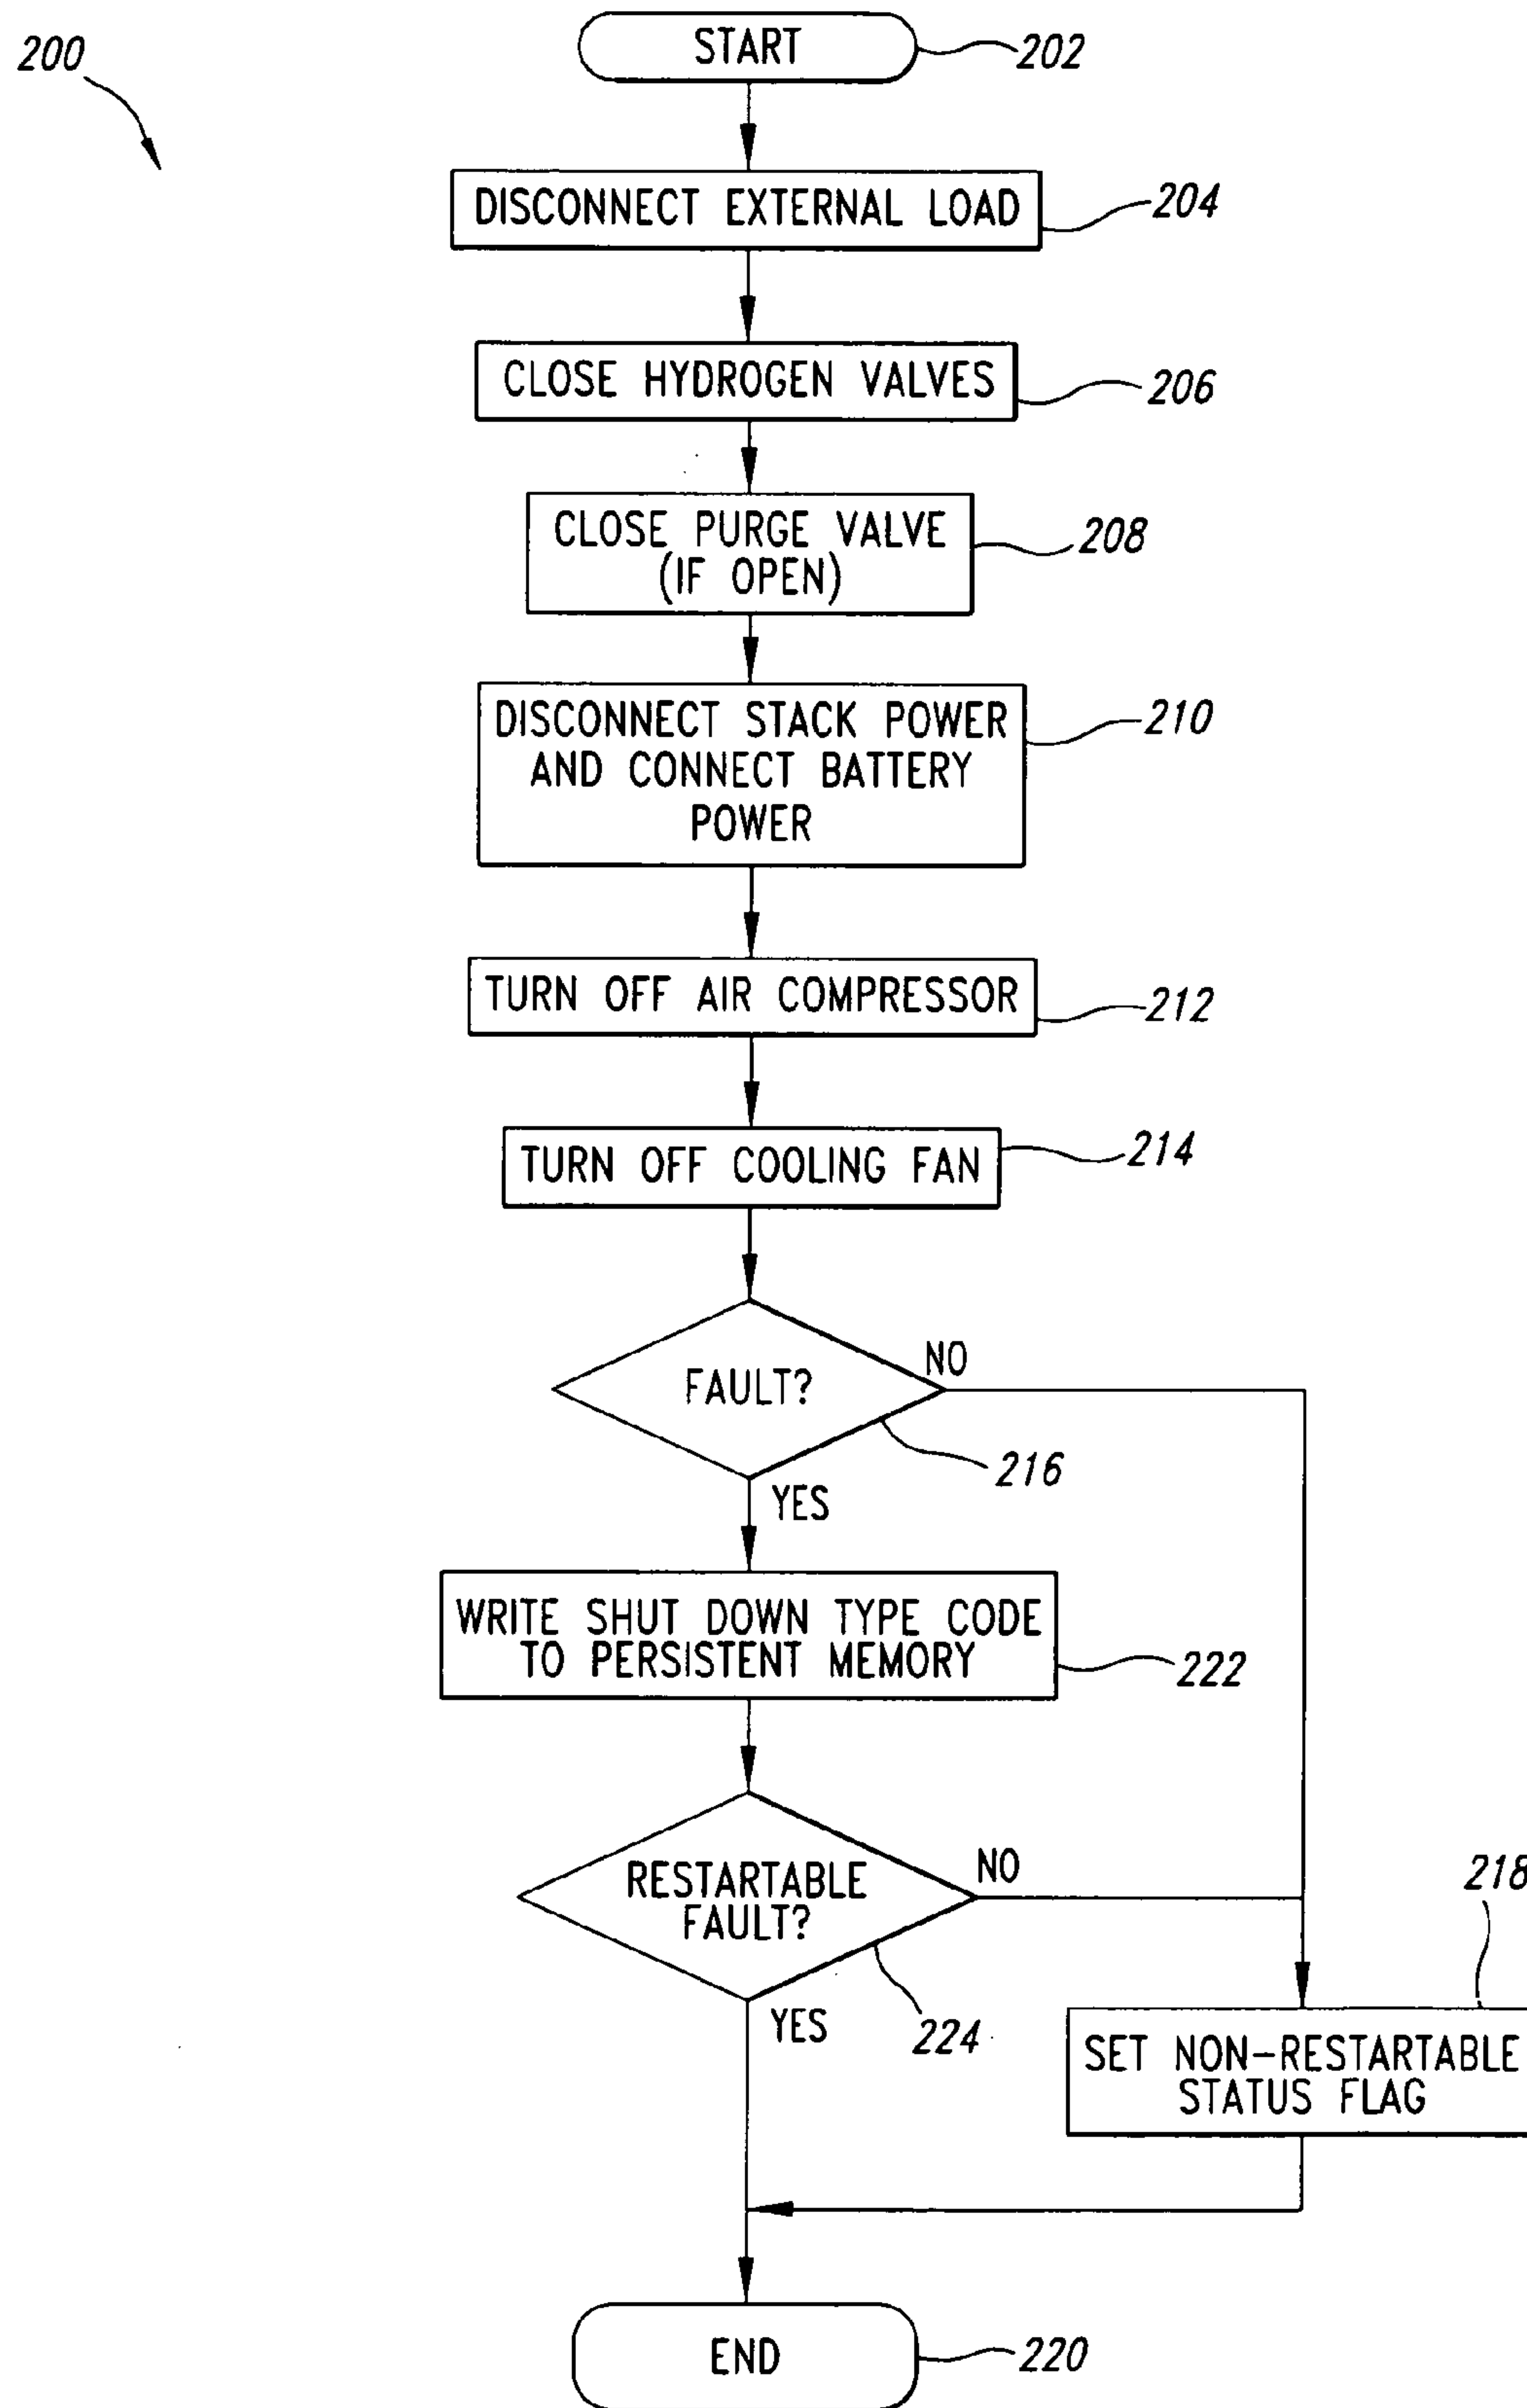 200
START
202
DISCONNECT EXTERNAL LOAD
204
CLOSE HYDROGEN VALVES
206
CLOSE PURGE VALVE
(IF OPEN)
208
DISCONNECT STACK POWER
AND CONNECT BATTERY
POWER
210
TURN OFF AIR COMPRESSOR
212
TURN OFF COOLING FAN
214
FAULT?
NO
216
YES
WRITE SHUT DOWN TYPE CODE
TO PERSISTENT MEMORY
222
RESTARTABLE
FAULT?
NO
218
YES
224
SET NON-RESTARTABLE
STATUS FLAG
END
220